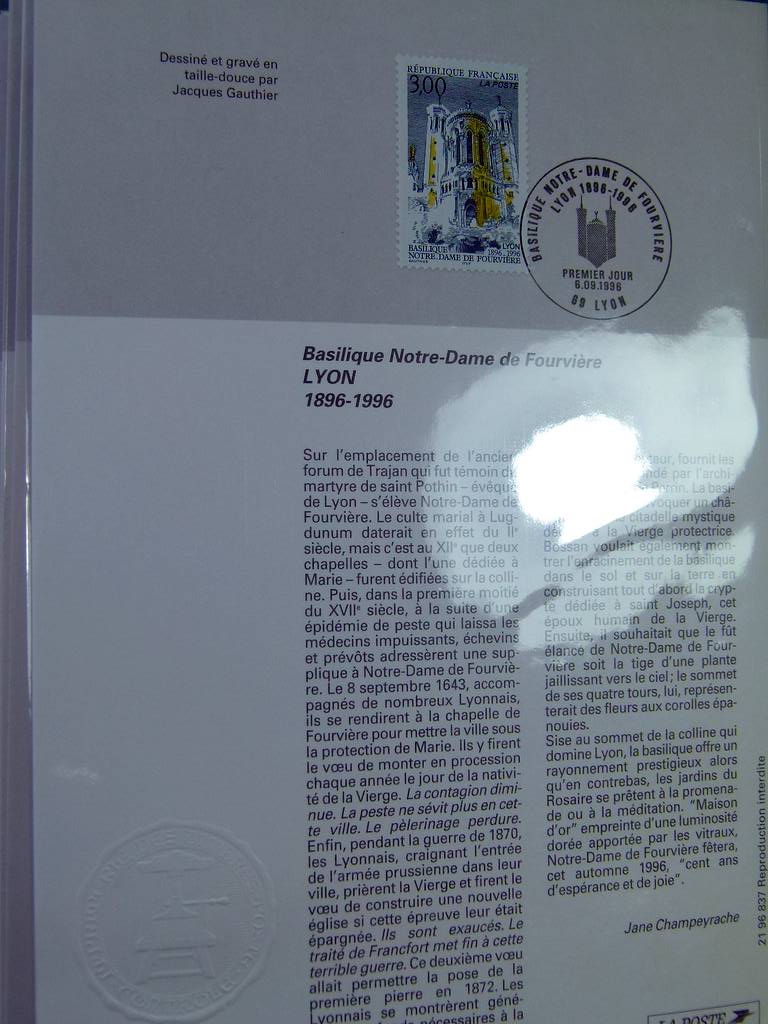 Dessiné et gravé en
taille-douce par
Jacques Gauthier
RÉPUBLIQUE FRANÇAISE
3,00
LA POSTE
LYON
BASILIQUE 1896-1996
NOTRE-DAME DE FOURVIÈRE
GAUTHIER
BASILIQUE NOTRE-DAME DE FOURVIERE
LYON 1896-1996
PREMIER JOUR
6.09.1996
69 LYON
Basilique Notre-Dame de Fourvière
LYON
1896-1996
Sur l'emplacement de l'ancien
forum de Trajan qui fut témoin du
martyre de saint Pothin – évêque
de Lyon – s'élève Notre-Dame de
Fourvière. Le culte marial à Lug-
dunum daterait en effet du IIe
siècle, mais c'est au XIIe que deux
chapelles – dont l'une dédiée à
Marie – furent édifiées sur la colli-
ne. Puis, dans la première moitié
du XVIIe siècle, à la suite d'une
épidémie de peste qui laissa les
médecins impuissants, échevins
et prévôts adressèrent une sup-
plique à Notre-Dame de Fourviè-
re. Le 8 septembre 1643, accom-
pagnés de nombreux Lyonnais,
ils se rendirent à la chapelle de
Fourvière pour mettre la ville sous
la protection de Marie. Ils y firent
le vœu de monter en procession
chaque année le jour de la nativi-
té de la Vierge. La contagion dimi-
nue. La peste ne sévit plus en cet-
te ville. Le pèlerinage perdure.
Enfin, pendant la guerre de 1870,
les Lyonnais, craignant l'entrée
de l'armée prussienne dans leur
ville, prièrent la Vierge et firent le
vœu de construire une nouvelle
église si cette épreuve leur était
épargnée. Ils sont exaucés. Le
traité de Francfort met fin à cette
terrible guerre. Ce deuxième vœu
allait permettre la pose de la
première pierre en 1872. Les
Lyonnais se montrèrent géné-
nécessaires à la
fournit les
par l'archi-
Perrin. La basi-
évoquer un châ-
citadelle mystique
à la Vierge protectrice.
Bossan voulait également mon-
trer l'enracinement de la basilique
dans le sol et sur la terre en
construisant tout d'abord la cryp-
te dédiée à saint Joseph, cet
époux humain de la Vierge.
Ensuite, il souhaitait que le fût
élancé de Notre-Dame de Four-
vière soit la tige d'une plante
jaillissant vers le ciel ; le sommet
de ses quatre tours, lui, représen-
terait des fleurs aux corolles épa-
nouies.
Sise au sommet de la colline qui
domine Lyon, la basilique offre un
rayonnement prestigieux alors
qu'en contrebas, les jardins du
Rosaire se prêtent à la promena-
de ou à la méditation. "Maison
d'or" empreinte d'une luminosité
dorée apportée par les vitraux,
Notre-Dame de Fourvière fêtera,
cet automne 1996, "cent ans
d'espérance et de joie".
Jane Champeyrache
21 96 837 Reproduction interdite
LA POSTE